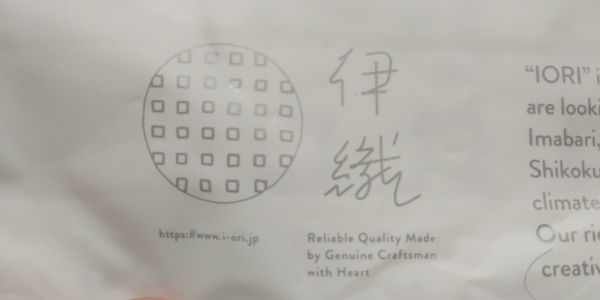 伊
織
https://www.i-ori.jp
Reliable Quality Made
by Genuine Craftsman
with Heart
“IORI” i
are looki
Imabari,
Shikoku
climate
Our ri
creativ